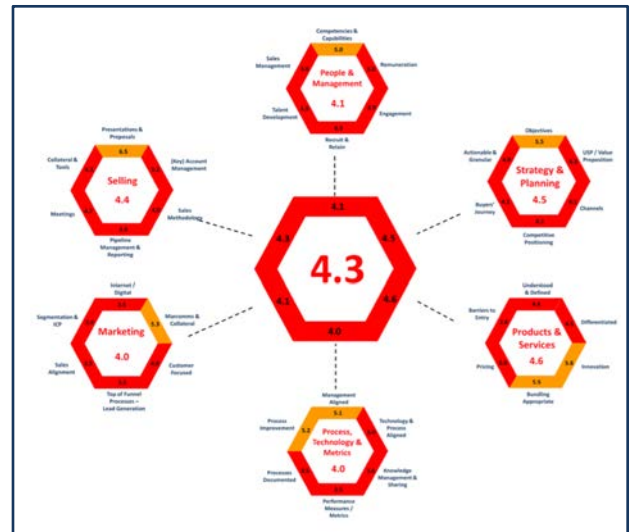 Competencies &
Capabilities
5.0
Sales
Management
Remuneration
People &
Management
4.1
Talent
Development
Engagement
Recruit &
Retain
Presentations &
Proposals
6.5
Collateral &
Tools
(Key) Account
Management
Selling
4.4
Meetings
Sales
Methodology
Pipeline
Management &
Reporting
Objectives
5.5
Actionable &
Granular
USP / Value
Proposition
Strategy &
Planning
4.5
Buyers'
Journey
Channels
Competitive
Positioning
4.1
4.5
4.3
4.6
4.1
4.0
Internet /
Digital
Segmentation &
ICP
5.3
Marcomms &
Collateral
Marketing
4.0
Sales
Alignment
Customer
Focused
Top of Funnel
Processes –
Lead Generation
Understood
& Defined
Barriers to
Entry
Differentiated
Products &
Services
4.6
Pricing
5.6
Innovation
Bundling
Appropriate
Management
Aligned
5.1
Process
Improvement
5.2
Technology &
Process
Aligned
Process,
Technology &
Metrics
4.0
Processes
Documented
Knowledge
Management &
Sharing
Performance
Measures /
Metrics